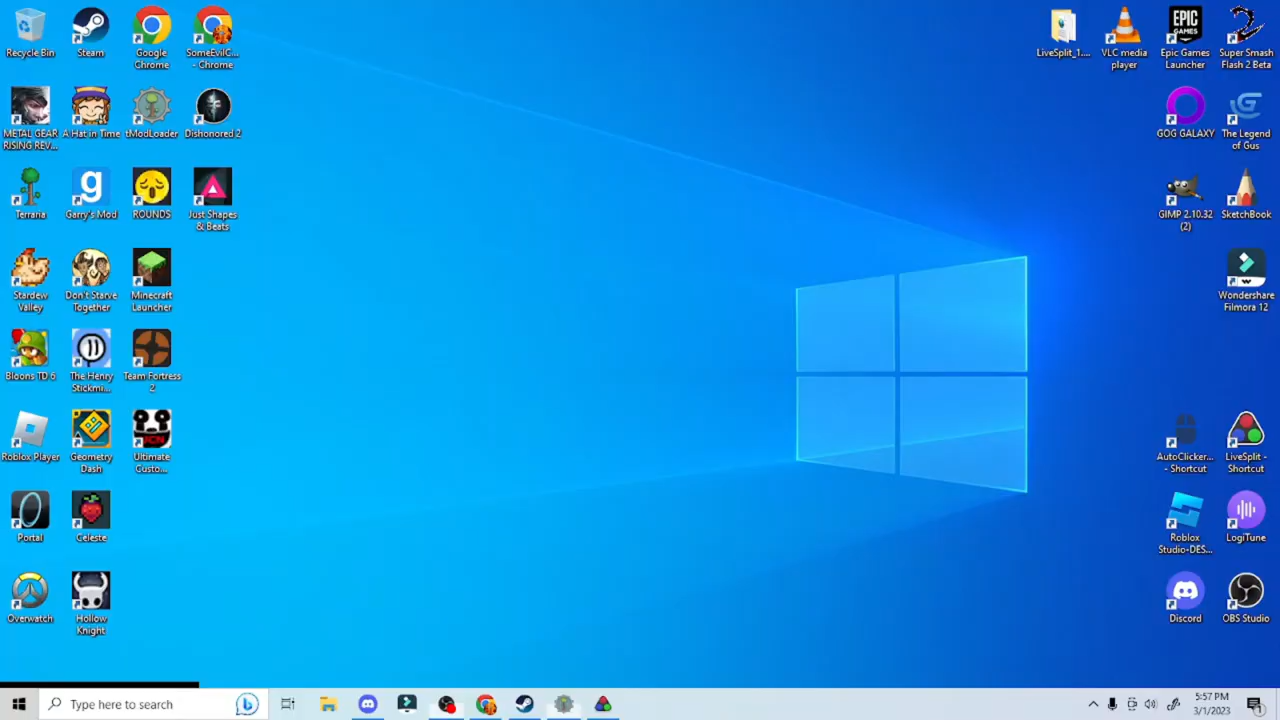 Recycle Bin
Steam
Google
Chrome
SomeEvilC...
- Chrome
LiveSplit_1....
VLC media
player
EPIC
GAMES
Epic Games
Launcher
Super Smash
Flash 2 Beta
METAL GEAR
RISING REV...
A Hat in Time
tModLoader
Dishonored 2
GOG GALAXY
The Legend
of Gus
Terraria
g
Garry's Mod
ROUNDS
Just Shapes
& Beats
GIMP 2.10.32
(2)
SketchBook
Stardew
Valley
Don't Starve
Together
Minecraft
Launcher
Wondershare
Filmora 12
Bloons TD 6
The Henry
Stickmi...
Team Fortress
2
Roblox Player
Geometry
Dash
UCN
Ultimate
Custo...
AutoClicker...
- Shortcut
LiveSplit -
Shortcut
Portal
Celeste
Roblox
Studio-DES...
LogiTune
Overwatch
Hollow
Knight
Discord
OBS Studio
Type here to search
b
5:57 PM
3/1/2023
1